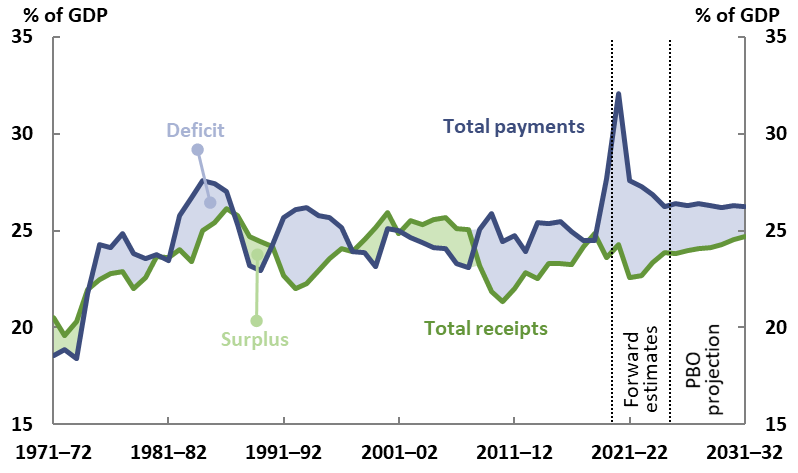 % of GDP
% of GDP
35
35
30
30
25
25
20
20
15
15
Deficit
Total payments
Surplus
Total receipts
Forward
estimates
PBO
projection
1971–72
1981–82
1991–92
2001–02
2011–12
2021–22
2031–32